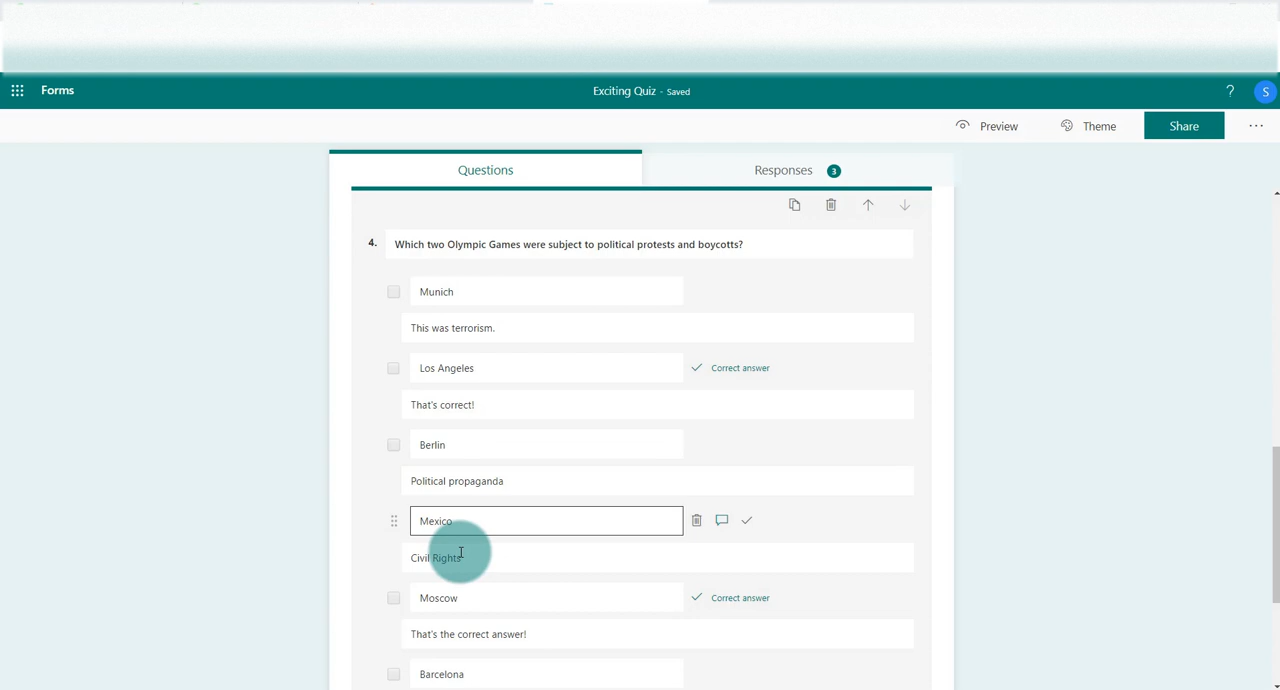 Forms
Exciting Quiz - Saved
?
S
Preview
Theme
Share
...
Questions
Responses 3
4. Which two Olympic Games were subject to political protests and boycotts?
Munich
This was terrorism.
Los Angeles
Correct answer
That's correct!
Berlin
Political propaganda
Mexico
Civil Rights
Moscow
Correct answer
That's the correct answer!
Barcelona